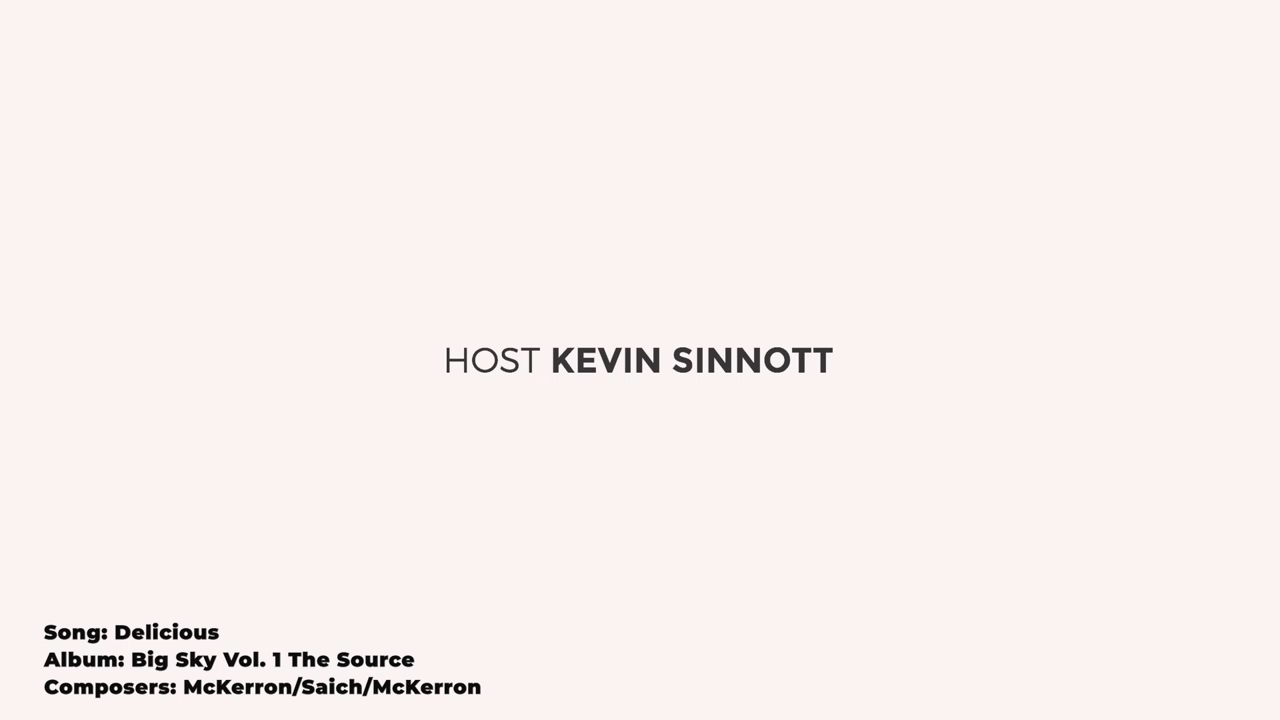 HOST KEVIN SINNOTT
Song: Delicious
Album: Big Sky Vol. 1 The Source
Composers: McKerron/Saich/McKerron